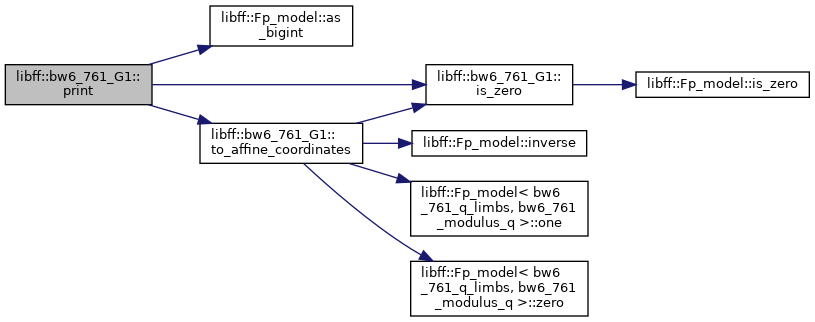 libff::Fp_model::as
_bigint
libff::bw6_761_G1::
print
libff::bw6_761_G1::
is_zero
libff::Fp_model::is_zero
libff::bw6_761_G1::
to_affine_coordinates
libff::Fp_model::inverse
libff::Fp_model< bw6
_761_q_limbs, bw6_761
_modulus_q >::one
libff::Fp_model< bw6
_761_q_limbs, bw6_761
_modulus_q >::zero